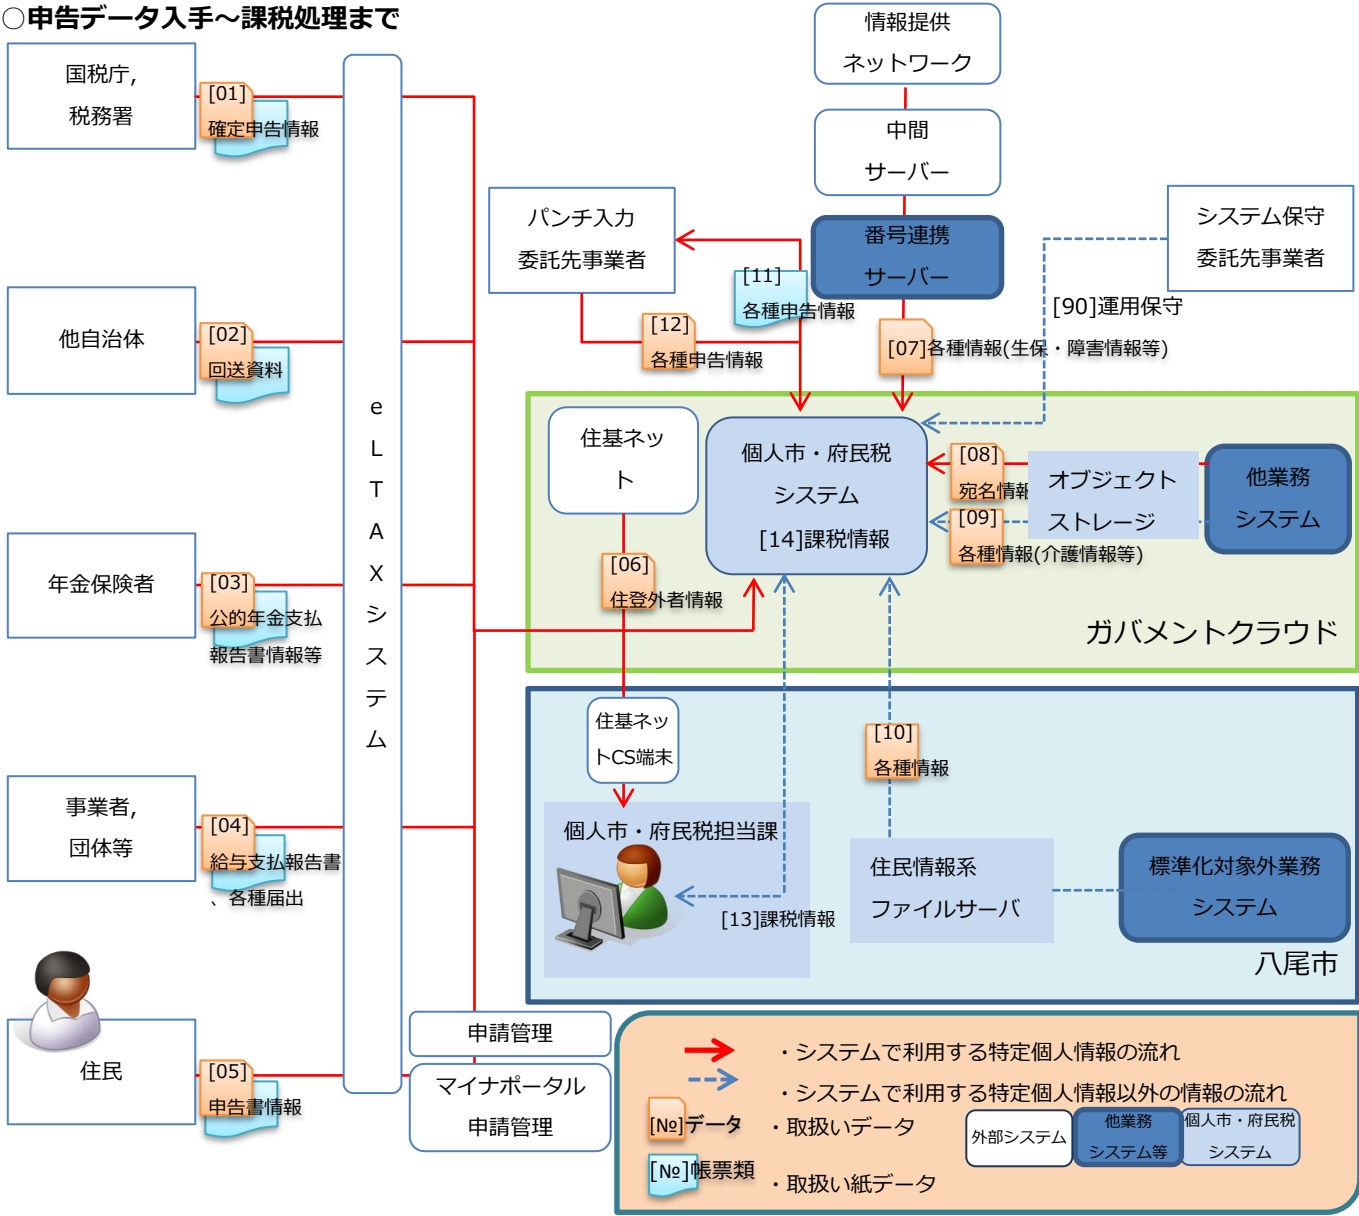 ○申告データ入手～課税処理まで
国税庁,
税務署
[01]
確定申告情報
他自治体
[02]
回送資料
年金保険者
[03]
公的年金支払
報告書情報等
事業者,
団体等
[04]
給与支払報告書
、各種届出
住民
[05]
申告書情報
e
L
T
A
X
シ
ス
テ
ム
申請管理
マイナポータル
申請管理
情報提供
ネットワーク
中間
サーバー
番号連携
サーバー
パンチ入力
委託先事業者
[11]
各種申告情報
[12]
各種申告情報
[07]各種情報(生保・障害情報等)
システム保守
委託先事業者
[90]運用保守
住基ネッ
ト
[06]
住登外者情報
個人市・府民税
システム
[14]課税情報
[08]
宛名情報
[09]
各種情報(介護情報等)
オブジェクト
ストレージ
他業務
システム
ガバメントクラウド
住基ネッ
トCS端末
個人市・府民税担当課
[13]課税情報
[10]
各種情報
住民情報系
ファイルサーバ
標準化対象外業務
システム
八尾市
・システムで利用する特定個人情報の流れ
・システムで利用する特定個人情報以外の情報の流れ
[№]データ ・取扱いデータ
[№]帳票類 ・取扱い紙データ
外部システム
他業務
システム等
個人市・府民税
システム